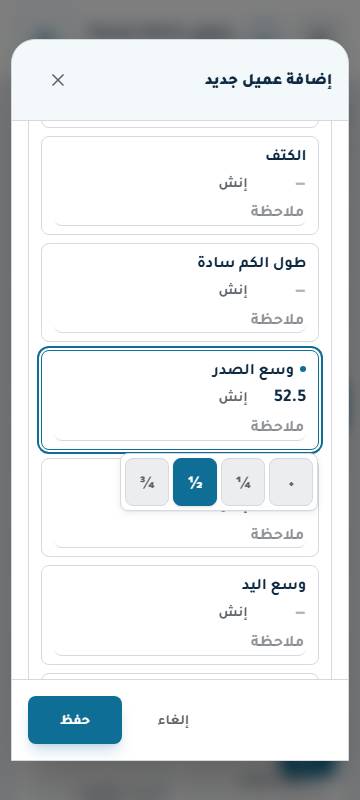 إضافة عميل جديد
الكتف
— إنش
ملاحظة
طول الكم سادة
— إنش
ملاحظة
وسع الصدر
52.5 إنش
ملاحظة
٠ ¼ ½ ¾
ملاحظة
وسع اليد
— إنش
ملاحظة
إلغاء
حفظ